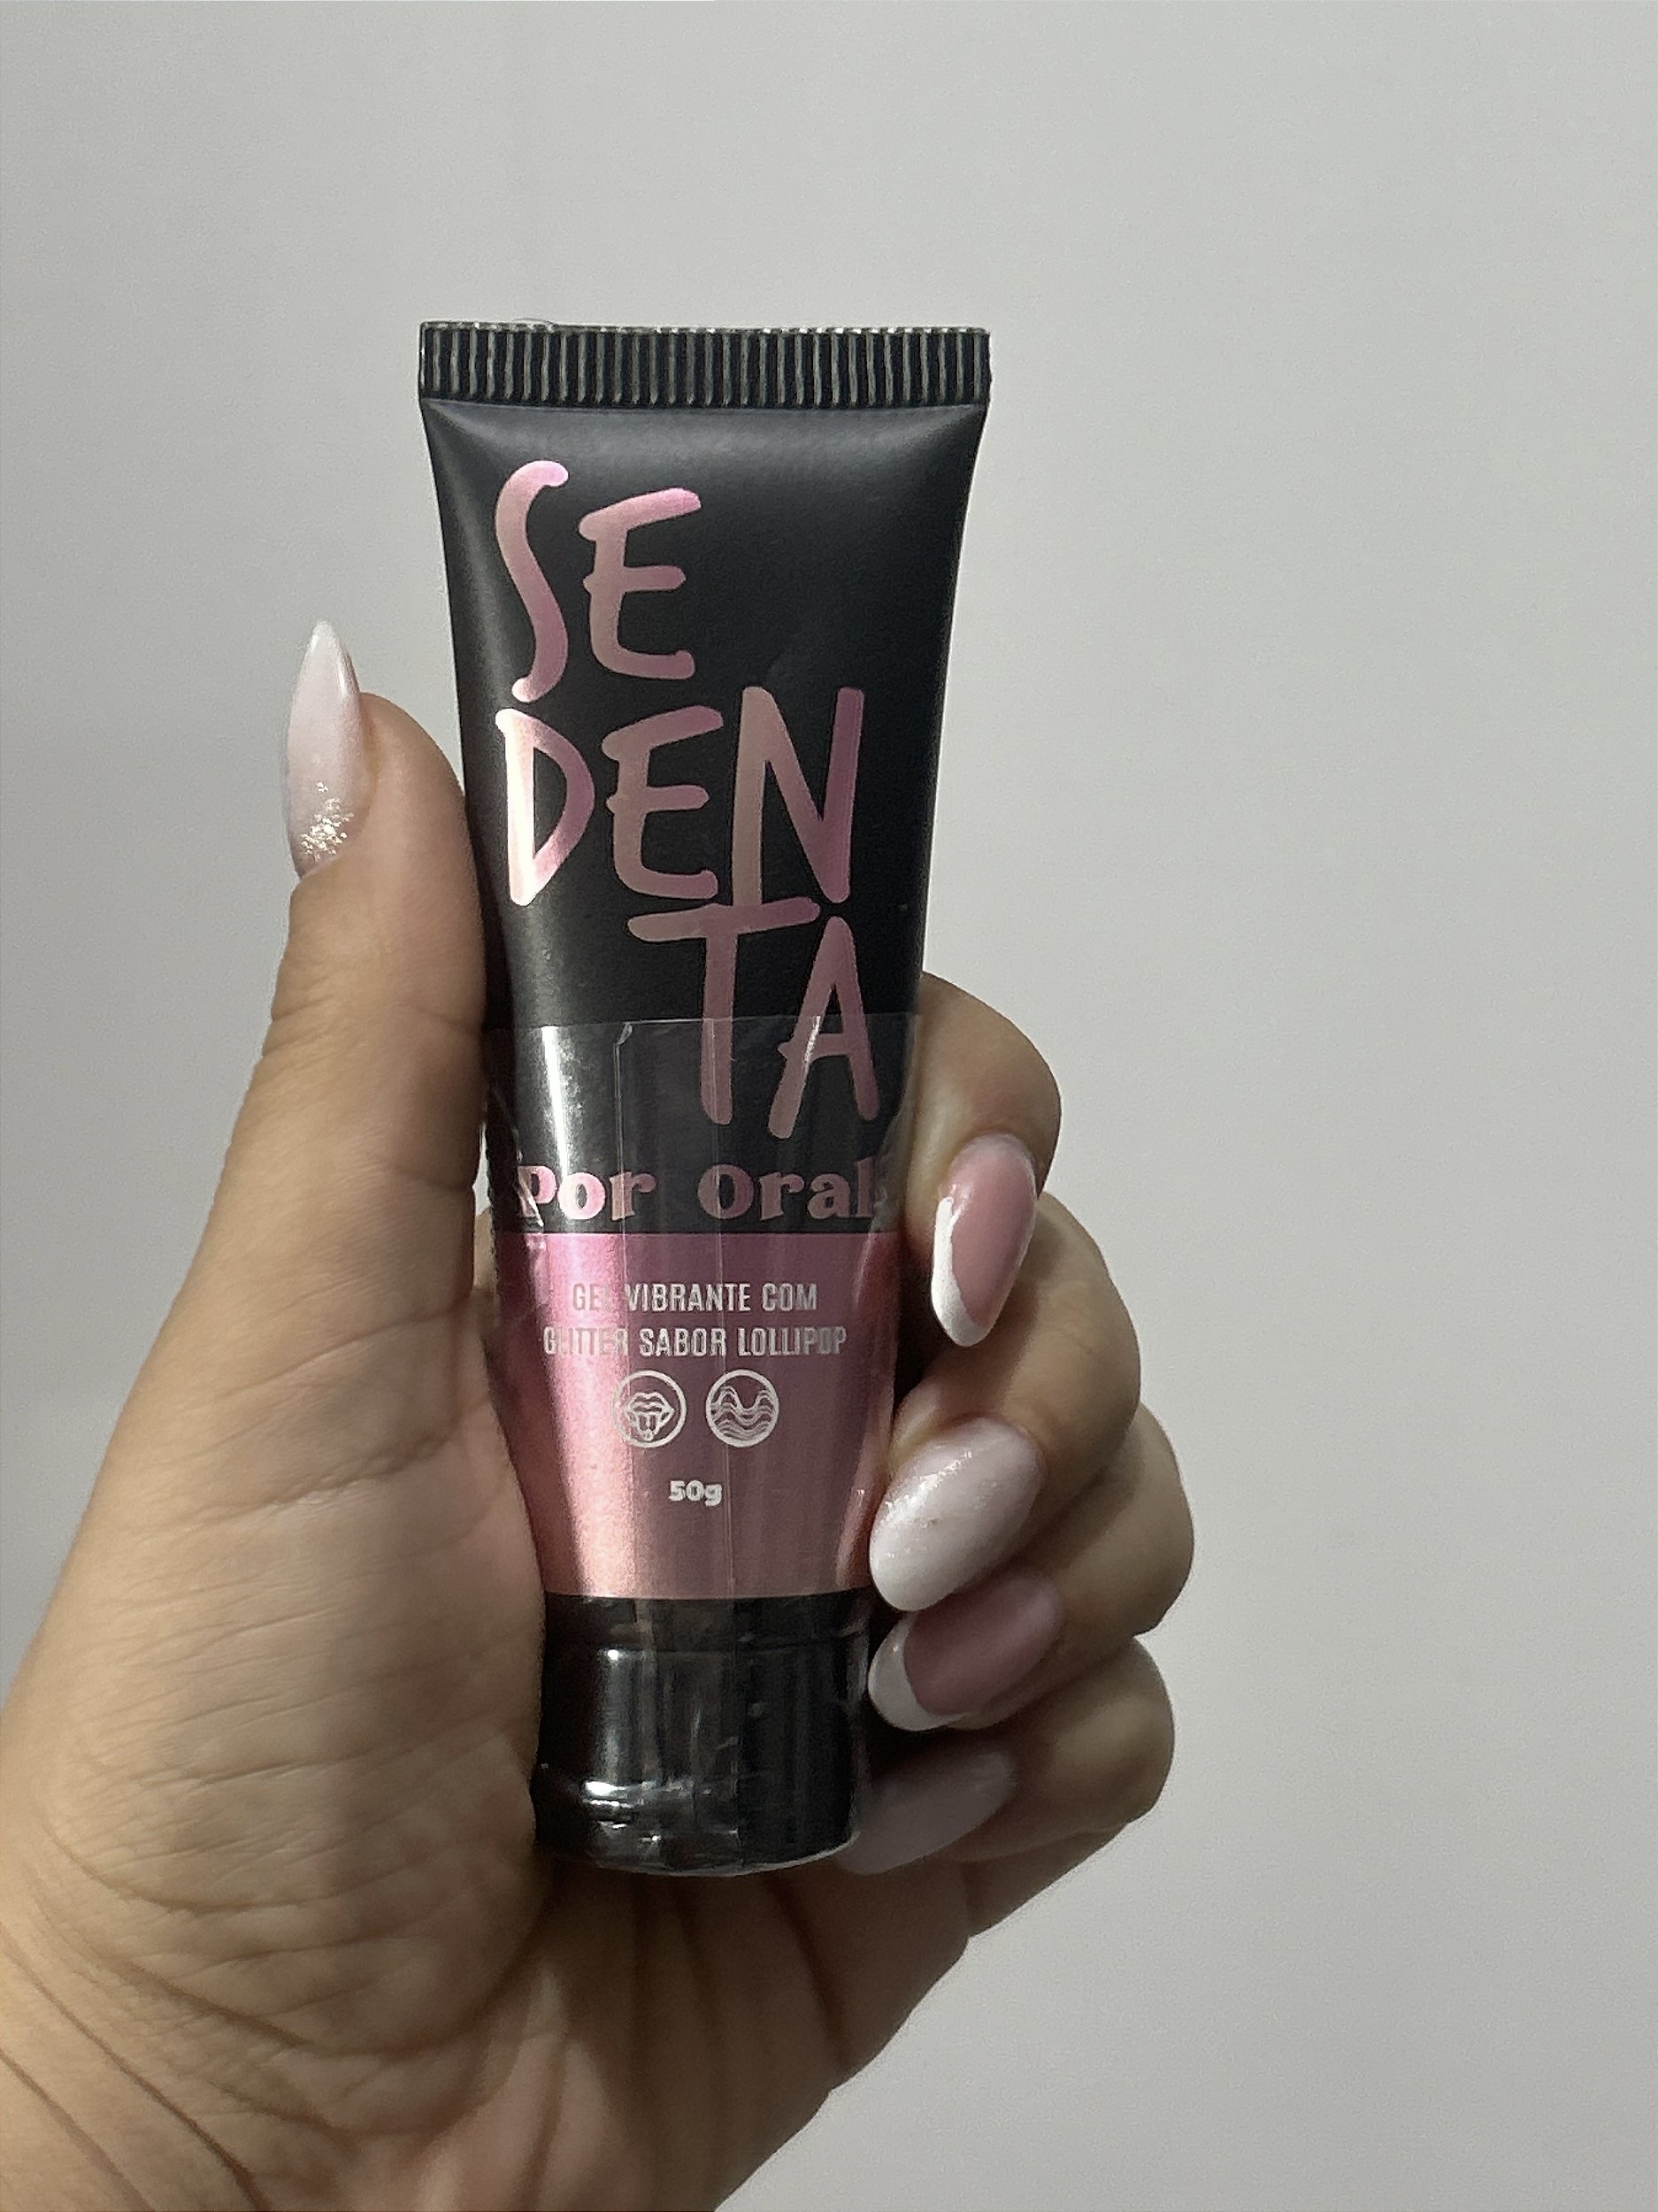 SE
DEN
TA
Por Oral
GEL VIBRANTE COM
GLITTER SABOR LOLLIPOP
50g